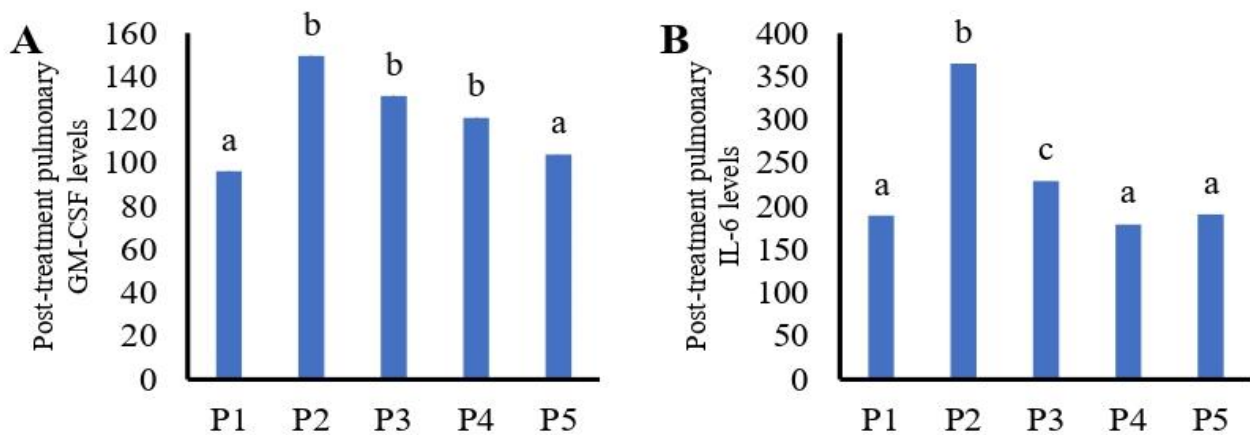 A
Post-treatment pulmonary
GM-CSF levels
160
140
120
100
80
60
40
20
0
a
b
b
b
a
P1 P2 P3 P4 P5
B
Post-treatment pulmonary
IL-6 levels
400
350
300
250
200
150
100
50
0
a
b
c
a
a
P1 P2 P3 P4 P5